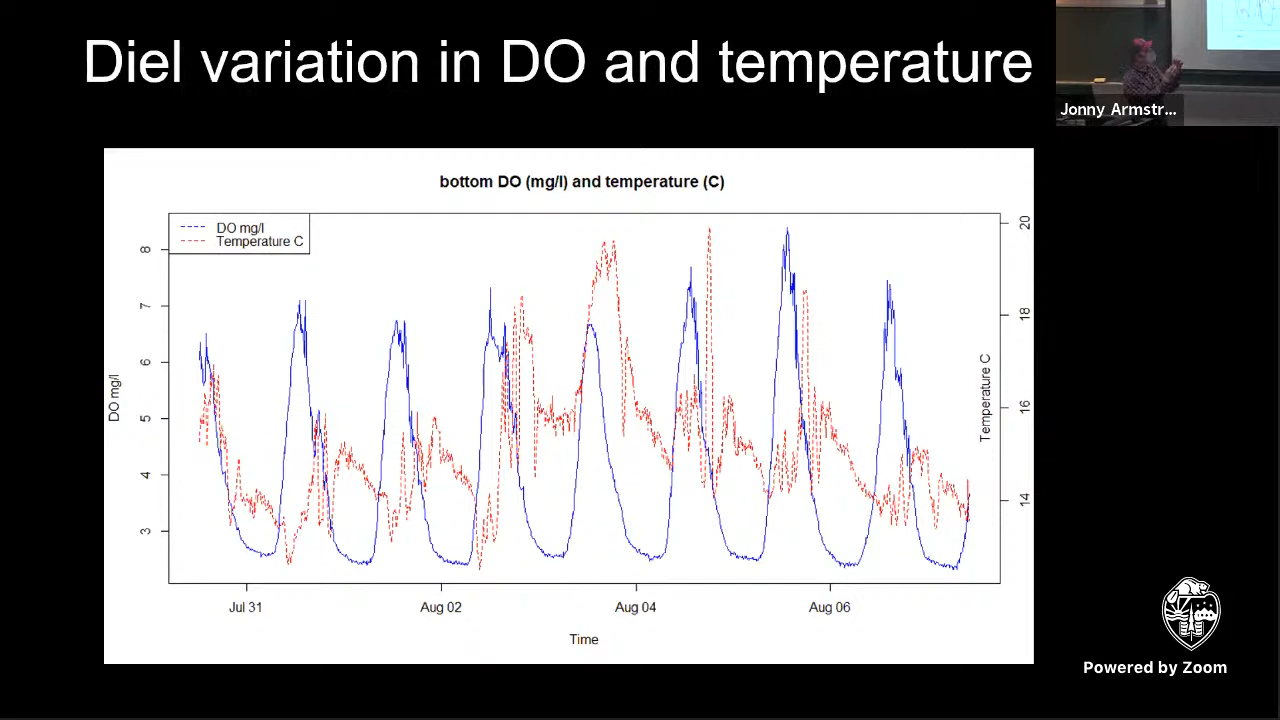 Diel variation in DO and temperature
Jonny Armstr...
bottom DO (mg/l) and temperature (C)
DO mg/l
Temperature C
8
7
6
5
4
3
DO mg/l
20
18
16
14
Temperature C
Jul 31
Aug 02
Aug 04
Aug 06
Time
Powered by Zoom